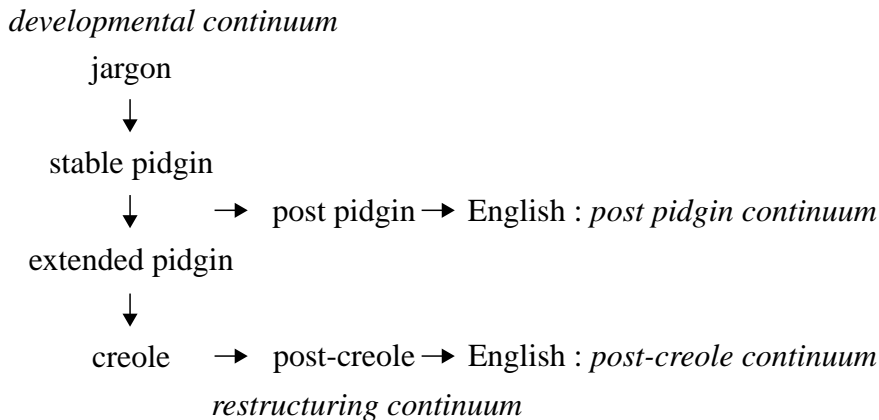 developmental continuum
jargon
stable pidgin
post pidgin English : post pidgin continuum
extended pidgin
creole post-creole English : post-creole continuum
restructuring continuum